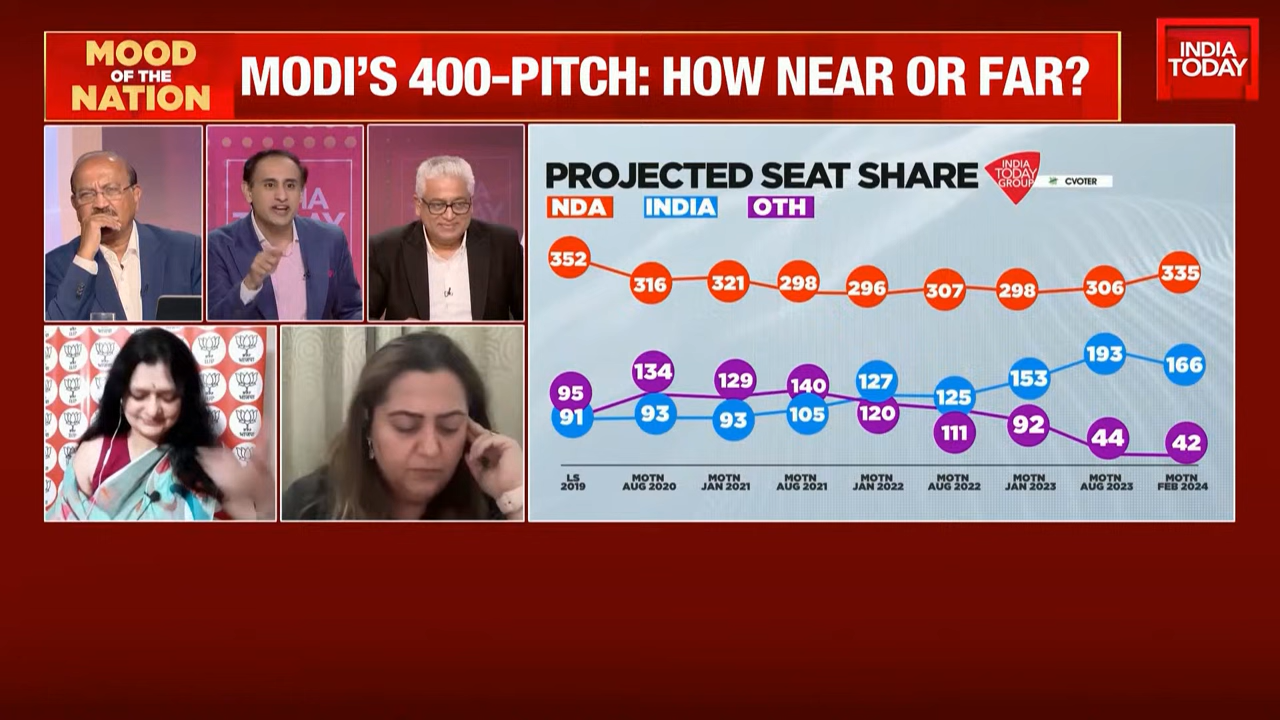 MOOD
OF THE
NATION
MODI'S 400-PITCH: HOW NEAR OR FAR?
INDIA
TODAY
PROJECTED SEAT SHARE
INDIA
TODAY
GROUP
CVOTER
NDA INDIA OTH
352 316 321 298 296 307 298 306 335
95 134 129 140 120 111 92 44 42
91 93 93 105 127 125 153 193 166
LS
2019
MOTN
AUG 2020
MOTN
JAN 2021
MOTN
AUG 2021
MOTN
JAN 2022
MOTN
AUG 2022
MOTN
JAN 2023
MOTN
AUG 2023
MOTN
FEB 2024